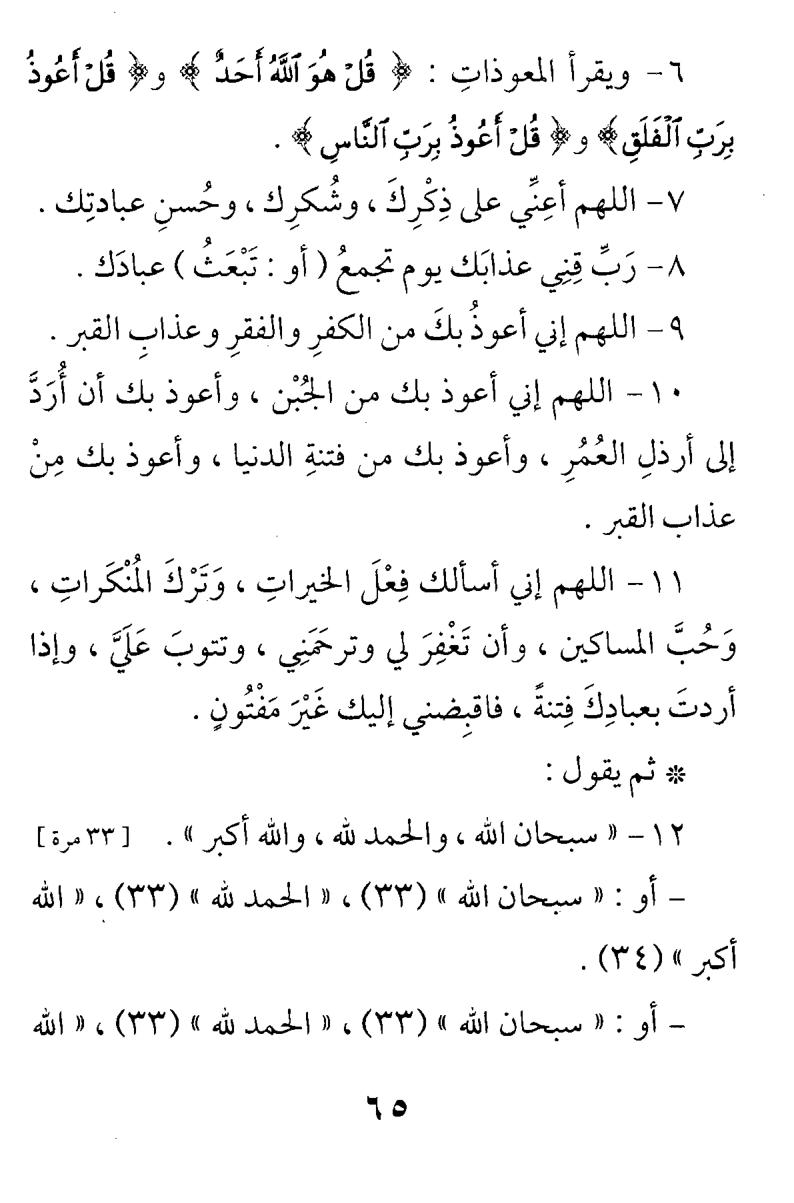 ٦- ويقرأ المعوذاتِ : ﴿ قُلْ هُوَ ٱللَّهُ أَحَدٌ ﴾ و﴿ قُلْ أَعُوذُ
بِرَبِّ ٱلْفَلَقِ﴾ و﴿ قُلْ أَعُوذُ بِرَبِّ ٱلنَّاسِ ﴾ .
٧- اللهم أعِنِّي على ذِكْرِكَ ، وشُكرِك ، وحُسنِ عبادتِك .
٨- رَبِّ قِنِي عذابَك يوم تجمعُ ( أو : تَبْعَثُ ) عبادَك .
٩- اللهم إني أعوذُ بكَ من الكفرِ والفقرِ وعذابِ القبر .
١٠- اللهم إني أعوذ بك من الجُبْن ، وأعوذ بك أن أُرَدَّ
إلى أرذلِ العُمُرِ ، وأعوذ بك من فتنةِ الدنيا ، وأعوذ بك مِنْ
عذاب القبر .
١١- اللهم إني أسألك فِعْلَ الخيراتِ ، وَتَرْكَ المُنْكَراتِ ،
وَحُبَّ المساكين ، وأن تَغْفِرَ لي وترحَمَنِي ، وتتوبَ عَلَيَّ ، وإذا
أردتَ بعبادِكَ فِتنةً ، فاقبِضني إليك غَيْرَ مَفْتُونٍ .
* ثم يقول :
١٢- « سبحان الله ، والحمد لله ، والله أكبر » . [٣٣ مرة]
- أو : « سبحان الله » (٣٣) ، « الحمد لله » (٣٣) ، « الله
أكبر » (٣٤) .
- أو : « سبحان الله » (٣٣) ، « الحمد لله » (٣٣) ، « الله
٦٥